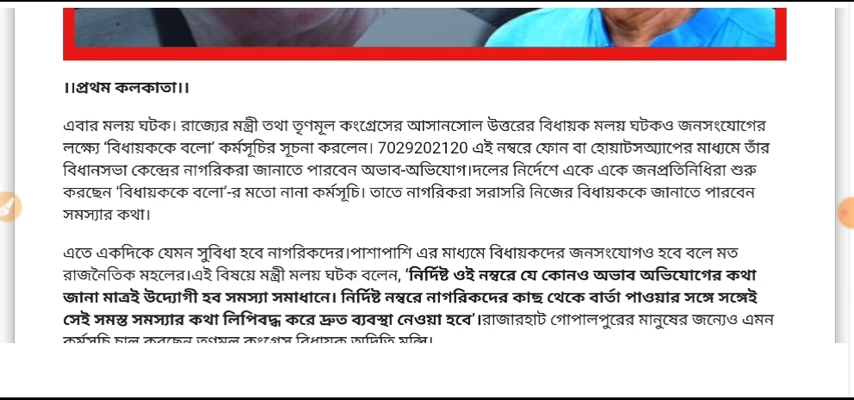 ।।প্রথম কলকাতা।।
এবার মলয় ঘটক। রাজ্যের মন্ত্রী তথা তৃণমূল কংগ্রেসের আসানসোল উত্তরের বিধায়ক মলয় ঘটকও জনসংযোগের
লক্ষ্যে ‘বিধায়ককে বলো’ কর্মসূচির সূচনা করলেন। 7029202120 এই নম্বরে ফোন বা হোয়াটসঅ্যাপের মাধ্যমে তাঁর
বিধানসভা কেন্দ্রের নাগরিকরা জানাতে পারবেন অভাব-অভিযোগ।দলের নির্দেশে একে একে জনপ্রতিনিধিরা শুরু
করছেন ‘বিধায়ককে বলো’-র মতো নানা কর্মসূচি। তাতে নাগরিকরা সরাসরি নিজের বিধায়ককে জানাতে পারবেন
সমস্যার কথা।
এতে একদিকে যেমন সুবিধা হবে নাগরিকদের।পাশাপাশি এর মাধ্যমে বিধায়কদের জনসংযোগও হবে বলে মত
রাজনৈতিক মহলের।এই বিষয়ে মন্ত্রী মলয় ঘটক বলেন, ‘নির্দিষ্ট ওই নম্বরে যে কোনও অভাব অভিযোগের কথা
জানা মাত্রই উদ্যোগী হব সমস্যা সমাধানে। নির্দিষ্ট নম্বরে নাগরিকদের কাছ থেকে বার্তা পাওয়ার সঙ্গে সঙ্গেই
সেই সমস্ত সমস্যার কথা লিপিবদ্ধ করে দ্রুত ব্যবস্থা নেওয়া হবে’।রাজারহাট গোপালপুরের মানুষের জন্যেও এমন
কর্মসূচি চালু করছেন তৃণমূল কংগ্রেস বিধায়ক অদিতি মুন্সি।